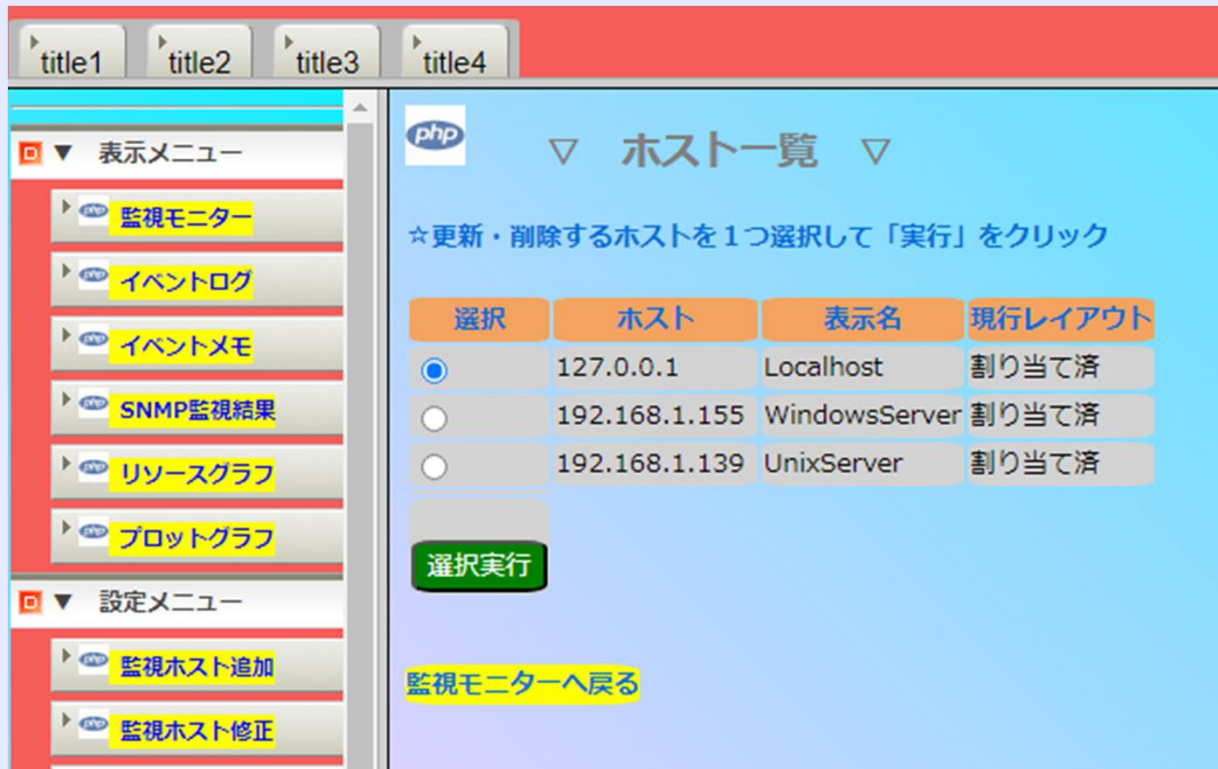 title1 title2 title3 title4
php ▽ ホスト一覧 ▽
▼ 表示メニュー
php 監視モニター
php イベントログ
php イベントメモ
php SNMP監視結果
php リソースグラフ
php プロットグラフ
▼ 設定メニュー
php 監視ホスト追加
php 監視ホスト修正
☆更新・削除するホストを1つ選択して「実行」をクリック
選択 ホスト 表示名 現行レイアウト
127.0.0.1 Localhost 割り当て済
192.168.1.155 WindowsServer 割り当て済
192.168.1.139 UnixServer 割り当て済
選択実行
監視モニターへ戻る